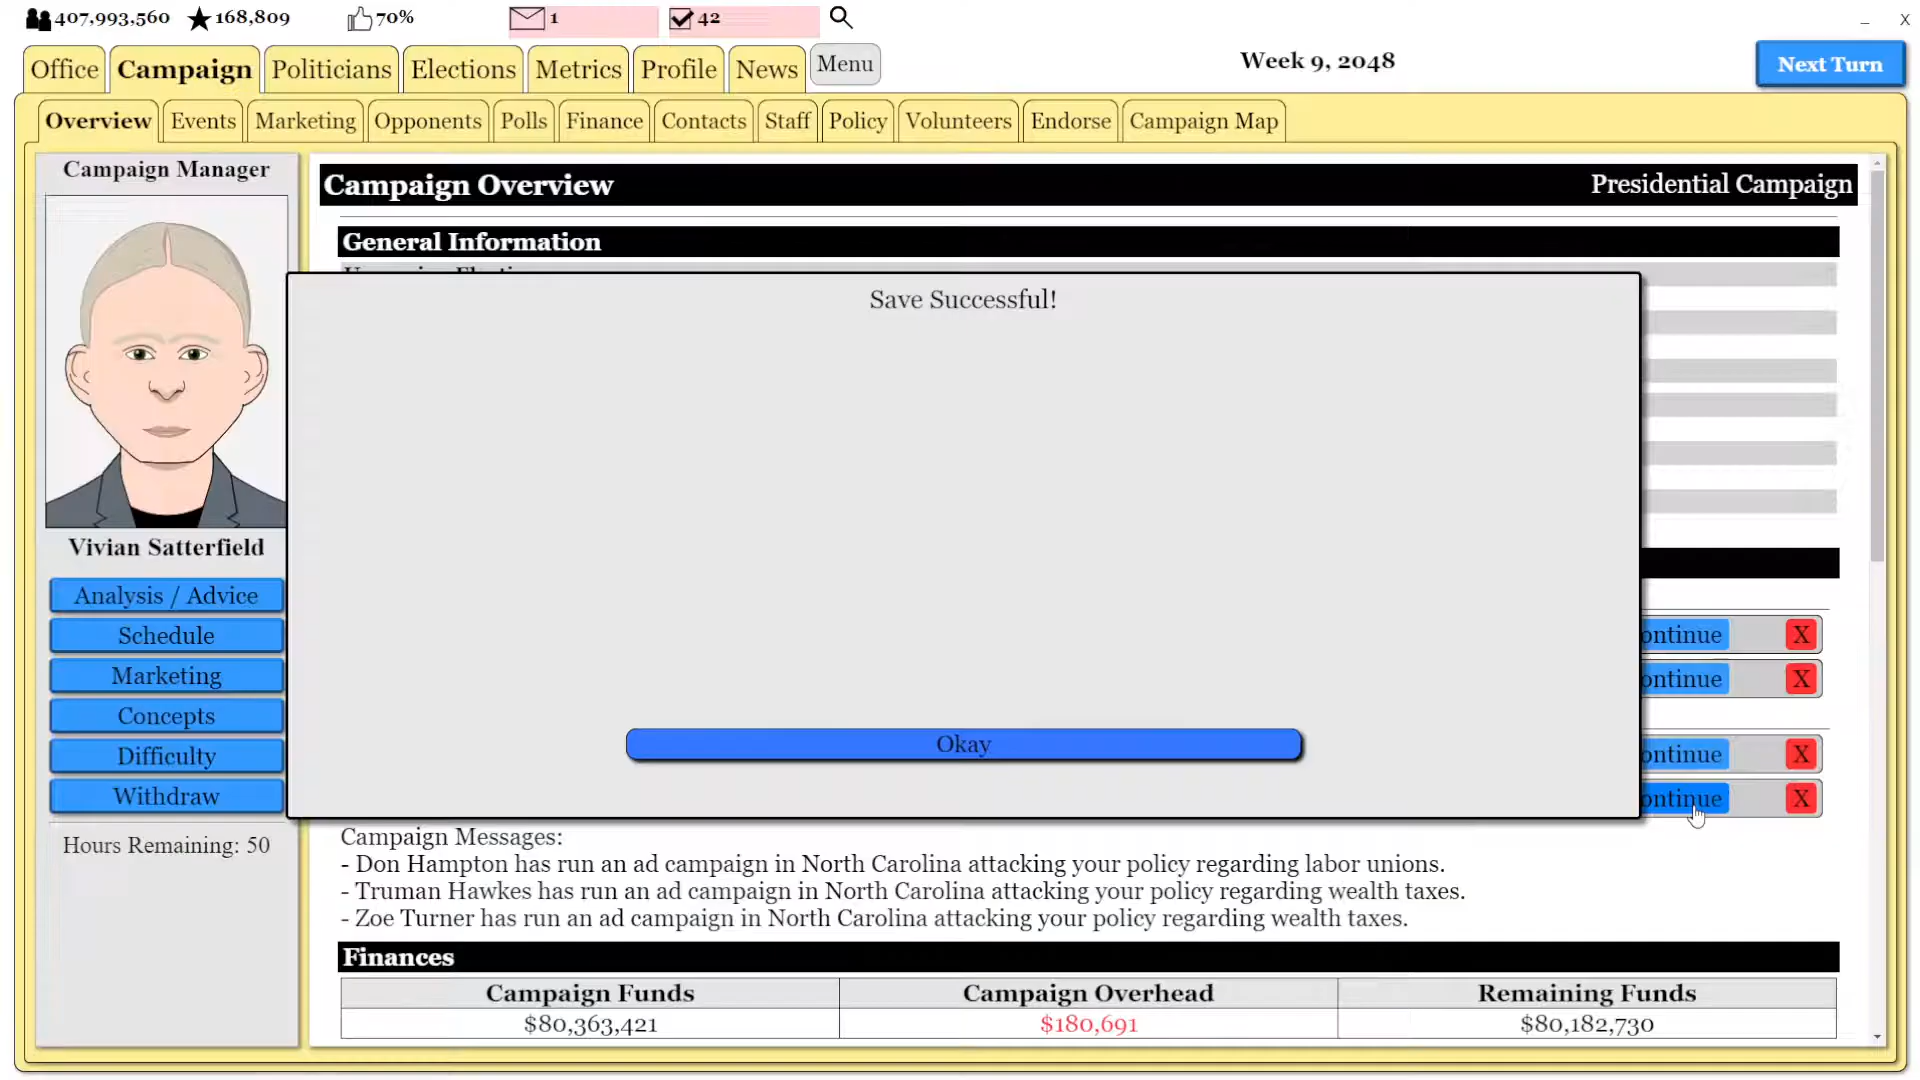 407,993,560 168,809 70% 1 42
_ X
Office Campaign Politicians Elections Metrics Profile News Menu
Week 9, 2048
Next Turn
Overview Events Marketing Opponents Polls Finance Contacts Staff Policy Volunteers Endorse Campaign Map
Campaign Manager
Vivian Satterfield
Analysis / Advice
Schedule
Marketing
Concepts
Difficulty
Withdraw
Hours Remaining: 50
Campaign Overview
Presidential Campaign
General Information
Save Successful!
Okay
ontinue X
ontinue X
ontinue X
ontinue X
Campaign Messages:
- Don Hampton has run an ad campaign in North Carolina attacking your policy regarding labor unions.
- Truman Hawkes has run an ad campaign in North Carolina attacking your policy regarding wealth taxes.
- Zoe Turner has run an ad campaign in North Carolina attacking your policy regarding wealth taxes.
Finances
Campaign Funds Campaign Overhead Remaining Funds
$80,363,421 $180,691 $80,182,730